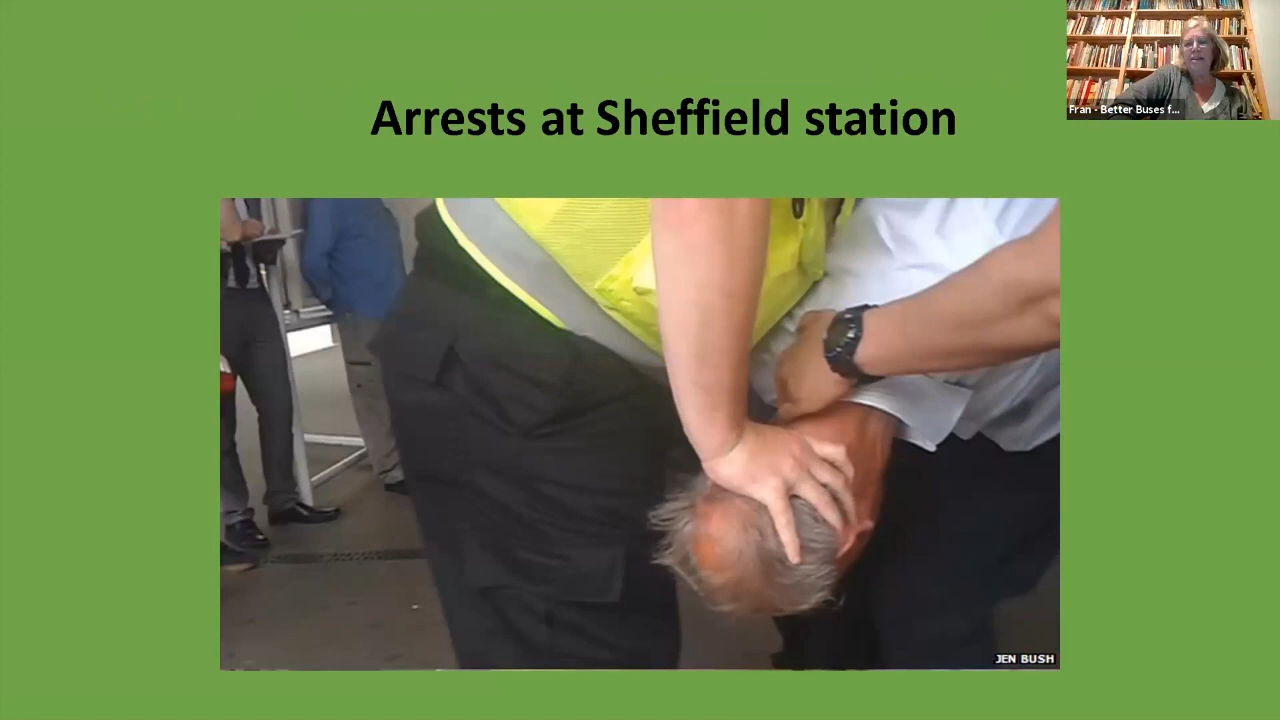 Arrests at Sheffield station
Fran - Better Buses f...
JEN BUSH